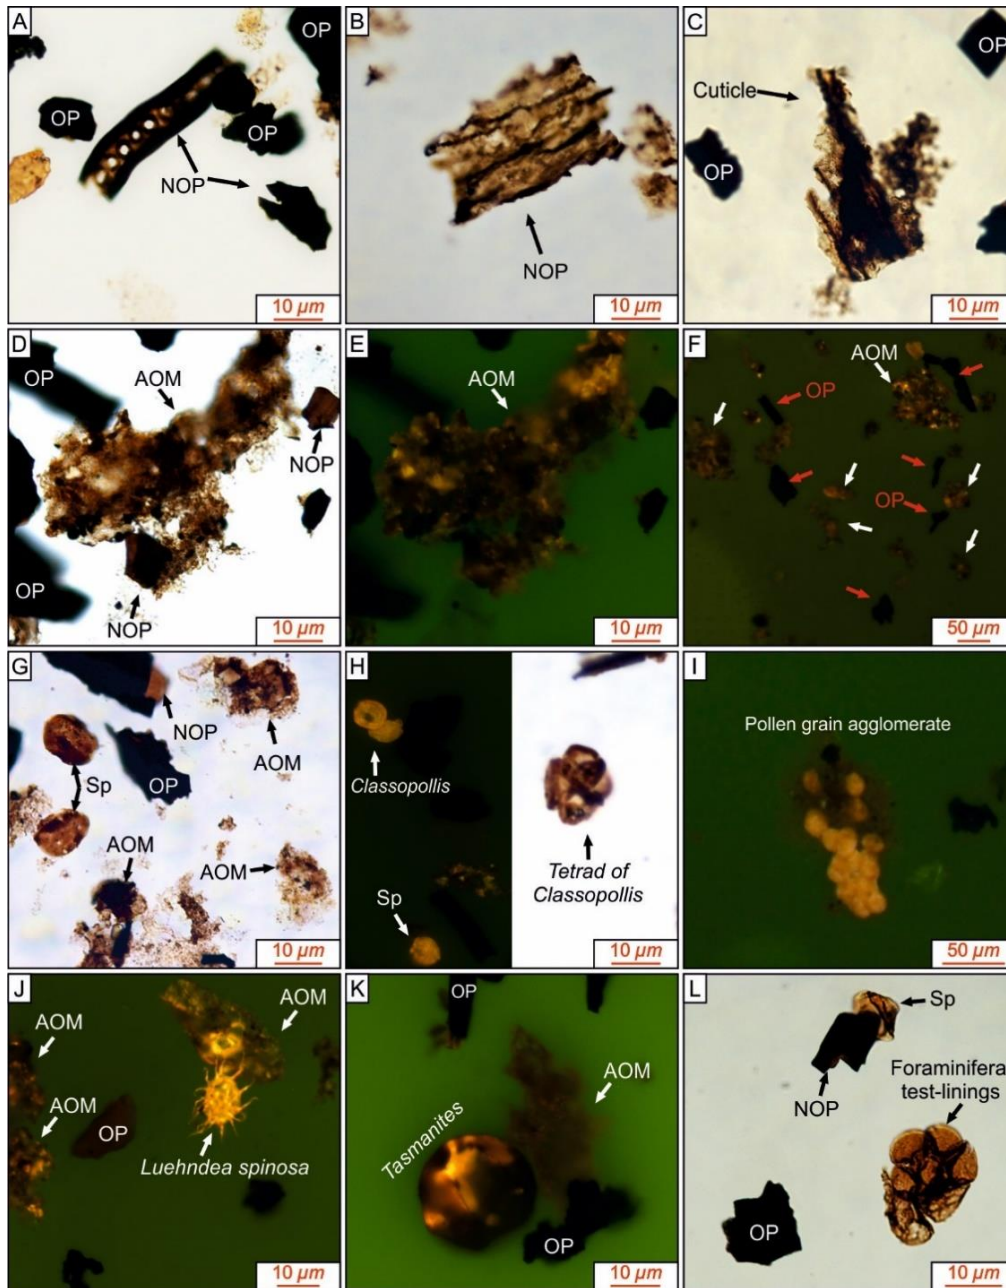 A
OP
OP
OP
NOP
10 µm
B
NOP
10 µm
C
OP
Cuticle
OP
10 µm
D
OP
AOM
NOP
OP
NOP
10 µm
E
AOM
10 µm
F
AOM
OP
OP
50 µm
G
NOP
AOM
Sp
OP
AOM
AOM
10 µm
H
Classopollis
Sp
Tetrad of
Classopollis
10 µm
I
Pollen grain agglomerate
50 µm
J
AOM
AOM
AOM
OP
Luehndea spinosa
10 µm
K
OP
AOM
Tasmanites
OP
10 µm
L
Sp
NOP
Foraminifera
test-linings
OP
10 µm